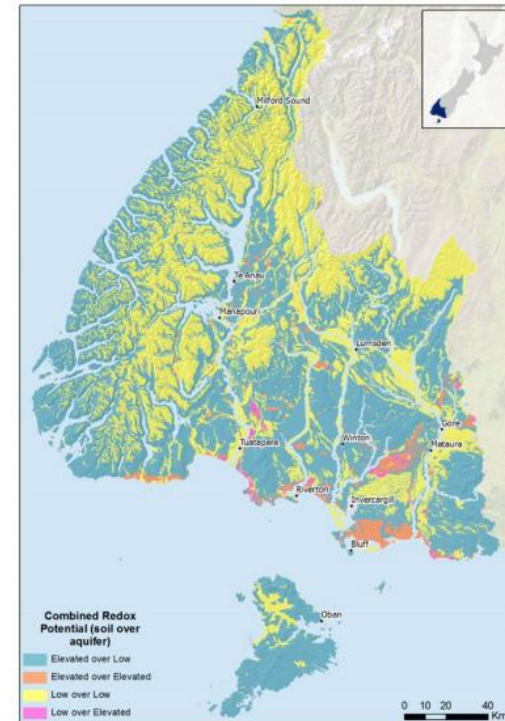 Milford Sound
Te Anau
Manapouri
Lumsden
Gore
Tuatapere
Winton
Mataura
Riverton
Invercargill
Bluff
Oban
Combined Redox
Potential (soil over
aquifer)
Elevated over Low
Elevated over Elevated
Low over Low
Low over Elevated
0 10 20 40
Km